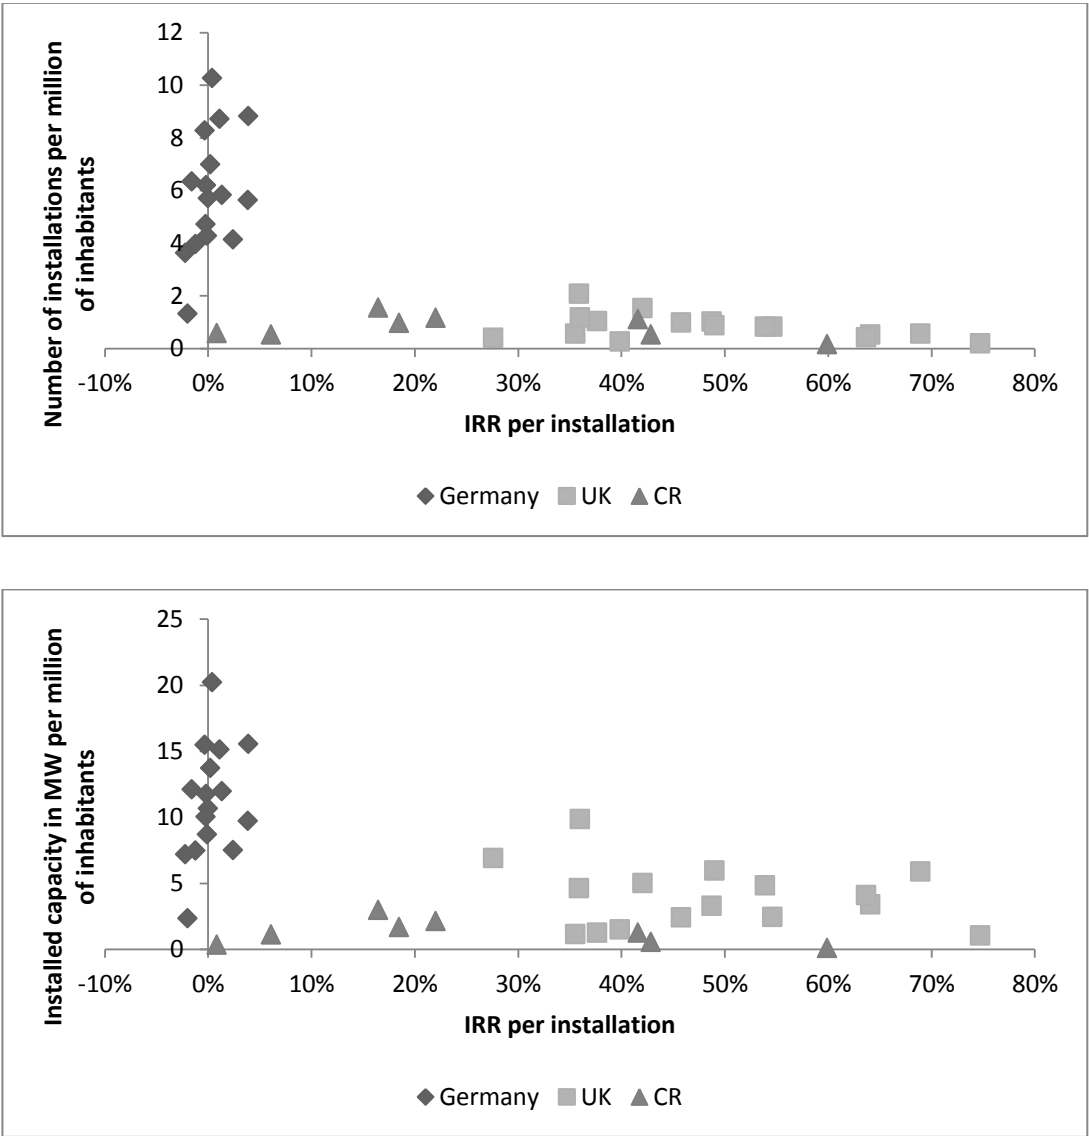 Number of installations per million
of inhabitants
12
10
8
6
4
2
0
-10% 0% 10% 20% 30% 40% 50% 60% 70% 80%
IRR per installation
Germany UK CR
Installed capacity in MW per million
of inhabitants
25
20
15
10
5
0
-10% 0% 10% 20% 30% 40% 50% 60% 70% 80%
IRR per installation
Germany UK CR